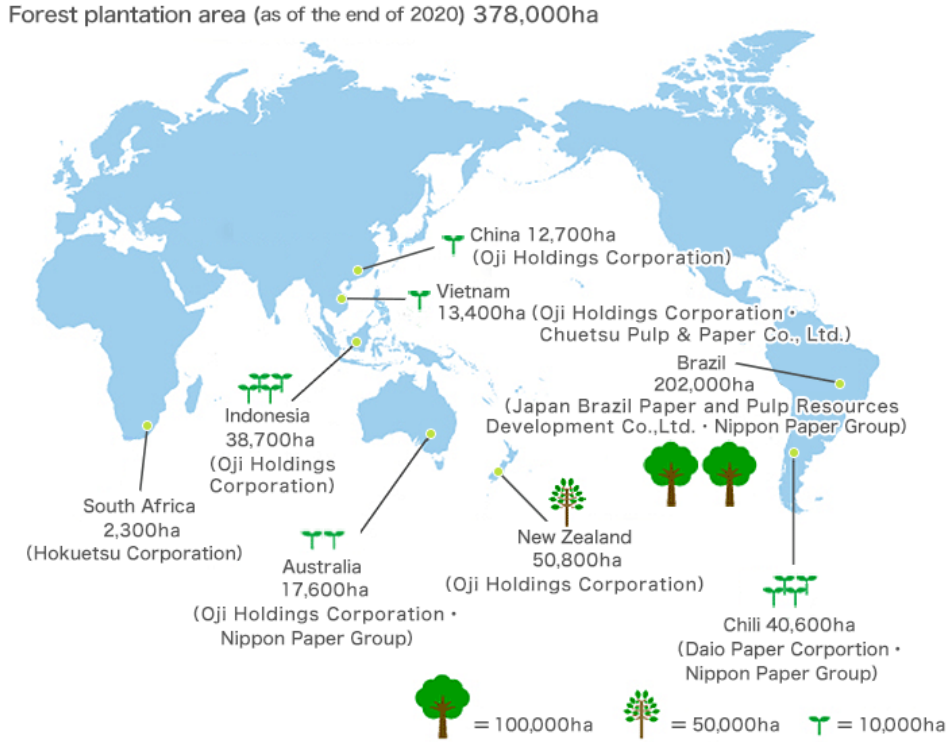 Forest plantation area (as of the end of 2020) 378,000ha
China 12,700ha
(Oji Holdings Corporation)
Vietnam
13,400ha (Oji Holdings Corporation・
Chuetsu Pulp & Paper Co., Ltd.)
Brazil
202,000ha
(Japan Brazil Paper and Pulp Resources
Development Co.,Ltd.・Nippon Paper Group)
Indonesia
38,700ha
(Oji Holdings
Corporation)
South Africa
2,300ha
(Hokuetsu Corporation)
Australia
17,600ha
(Oji Holdings Corporation・
Nippon Paper Group)
New Zealand
50,800ha
(Oji Holdings Corporation)
Chili 40,600ha
(Daio Paper Corportion・
Nippon Paper Group)
= 100,000ha = 50,000ha = 10,000ha